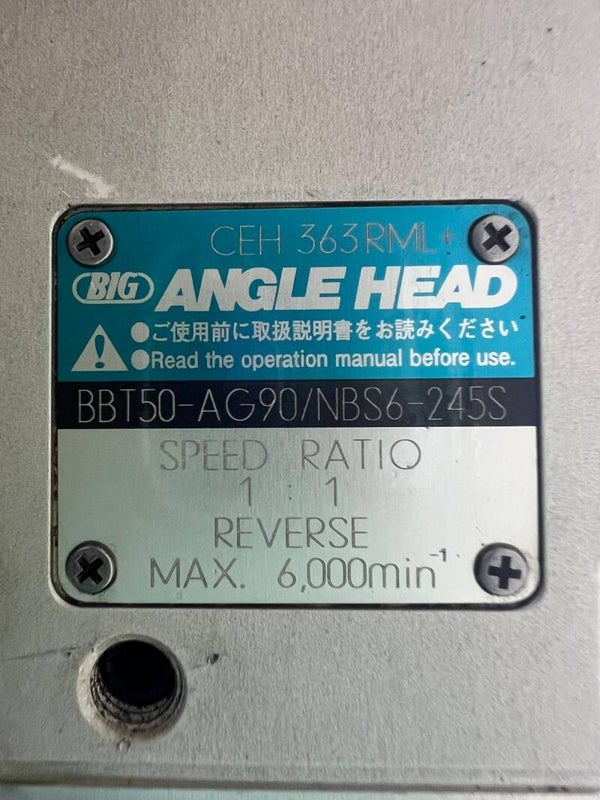 CEH 363RML+
BIG ANGLE HEAD
●ご使用前に取扱説明書をお読みください
●Read the operation manual before use.
BBT50-AG90/NBS6-245S
SPEED RATIO
1 : 1
REVERSE
MAX. 6,000min⁻¹